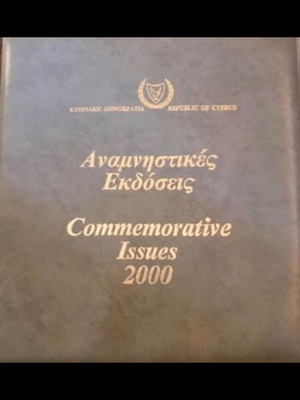 ΚΥΠΡΙΑΚΗ ΔΗΜΟΚΡΑΤΙΑ REPUBLIC OF CYPRUS
Αναμνηστικές
Εκδόσεις
Commemorative
Issues
2000